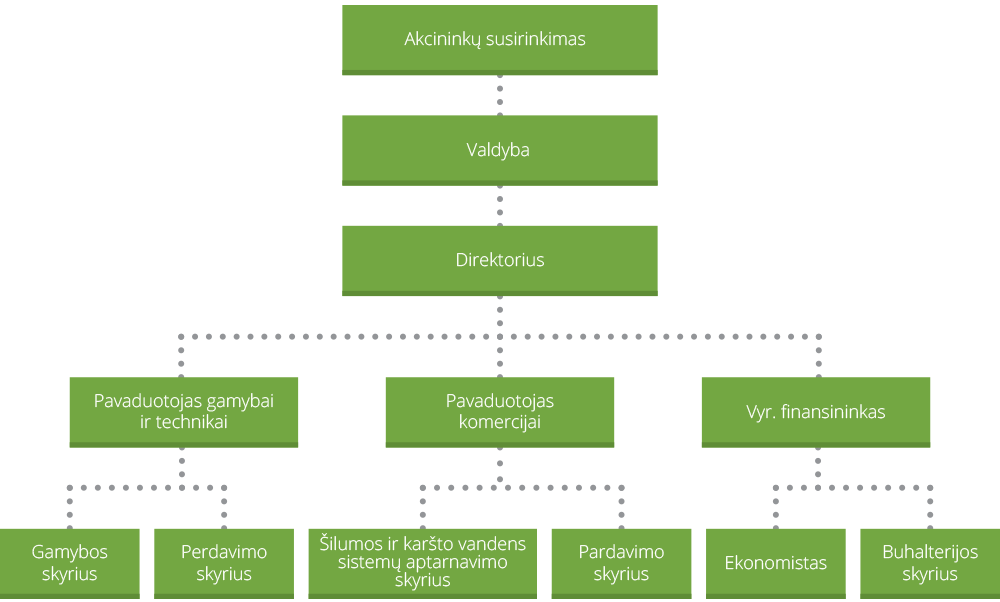 Akcininkų susirinkimas
Valdyba
Direktorius
Pavaduotojas gamybai
ir technikai
Pavaduotojas
komercijai
Vyr. finansininkas
Gamybos
skyrius
Perdavimo
skyrius
Šilumos ir karšto vandens
sistemų aptarnavimo
skyrius
Pardavimo
skyrius
Ekonomistas
Buhalterijos
skyrius